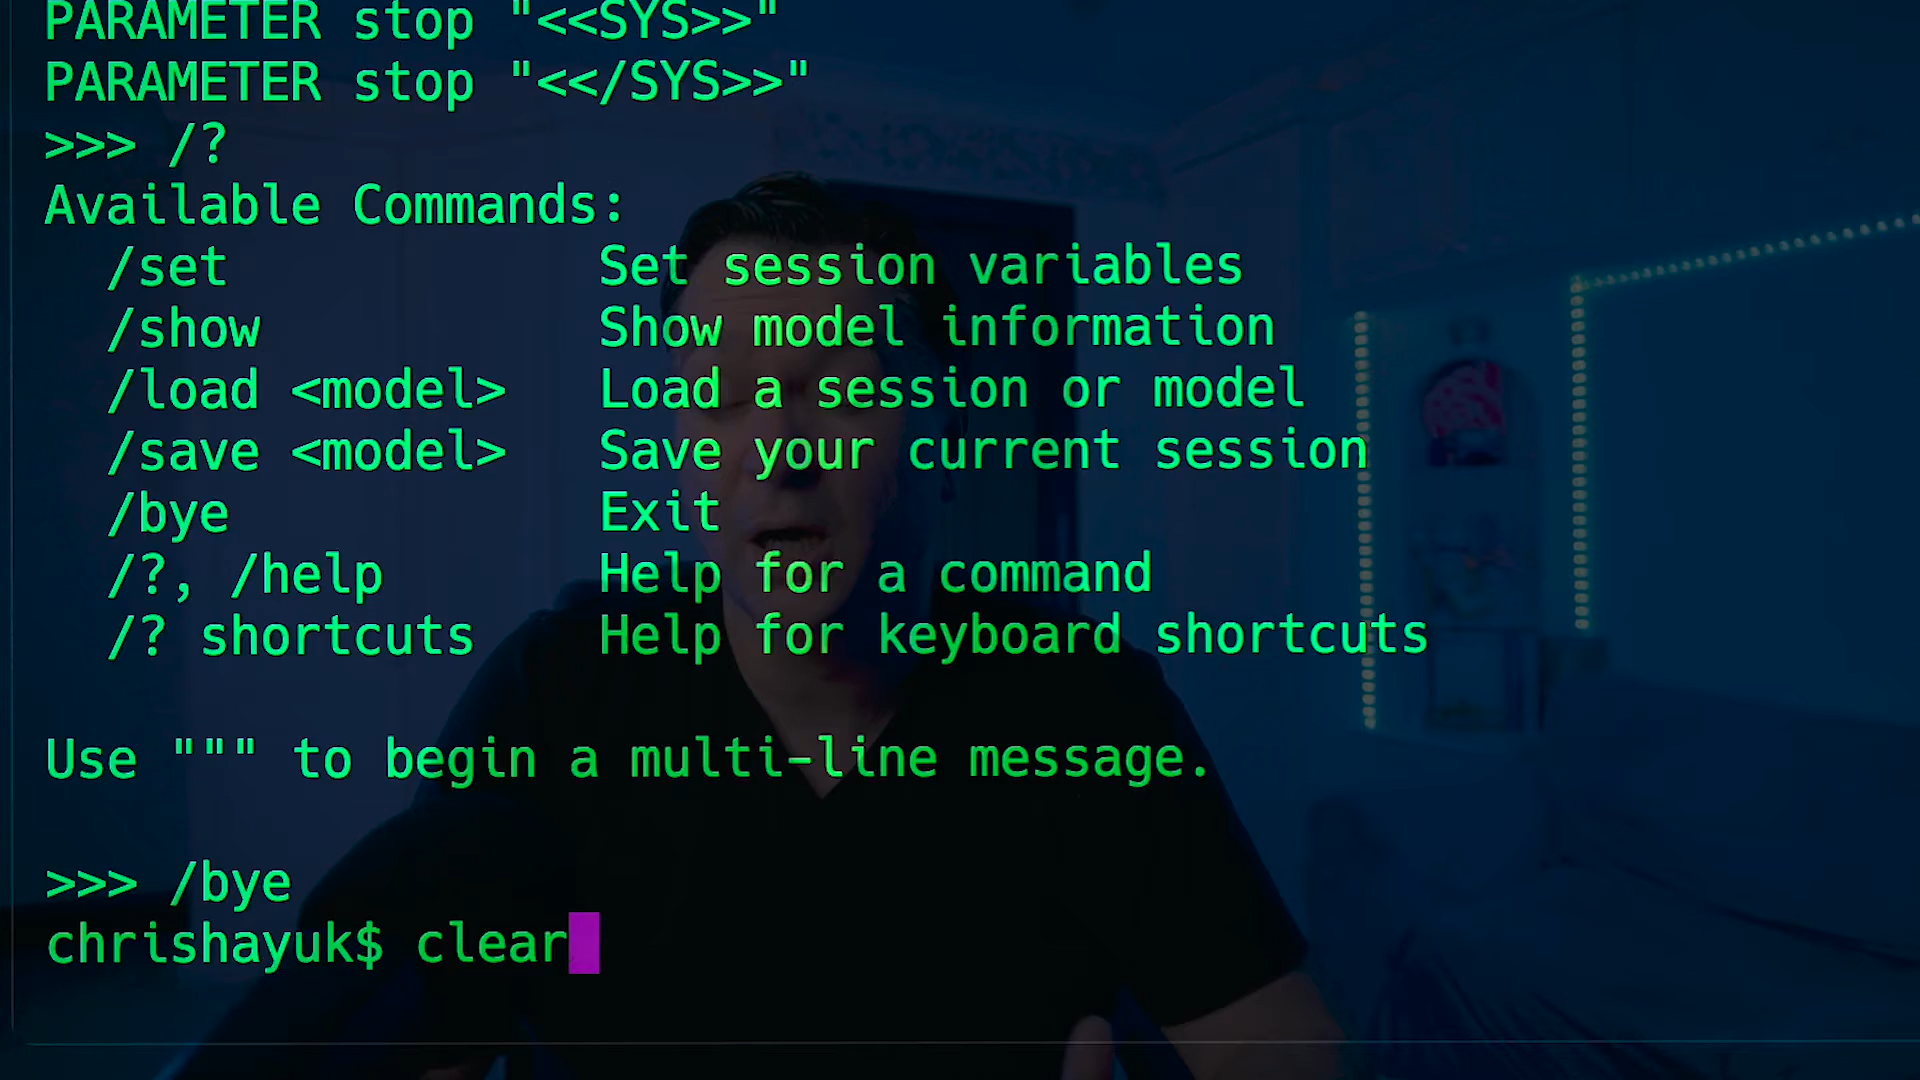 PARAMETER stop "<<SYS>>"
PARAMETER stop "<</SYS>>"
>>> /?
Available Commands:
/set Set session variables
/show Show model information
/load <model> Load a session or model
/save <model> Save your current session
/bye Exit
/?, /help Help for a command
/? shortcuts Help for keyboard shortcuts
Use """ to begin a multi-line message.
>>> /bye
chrishayuk$ clear